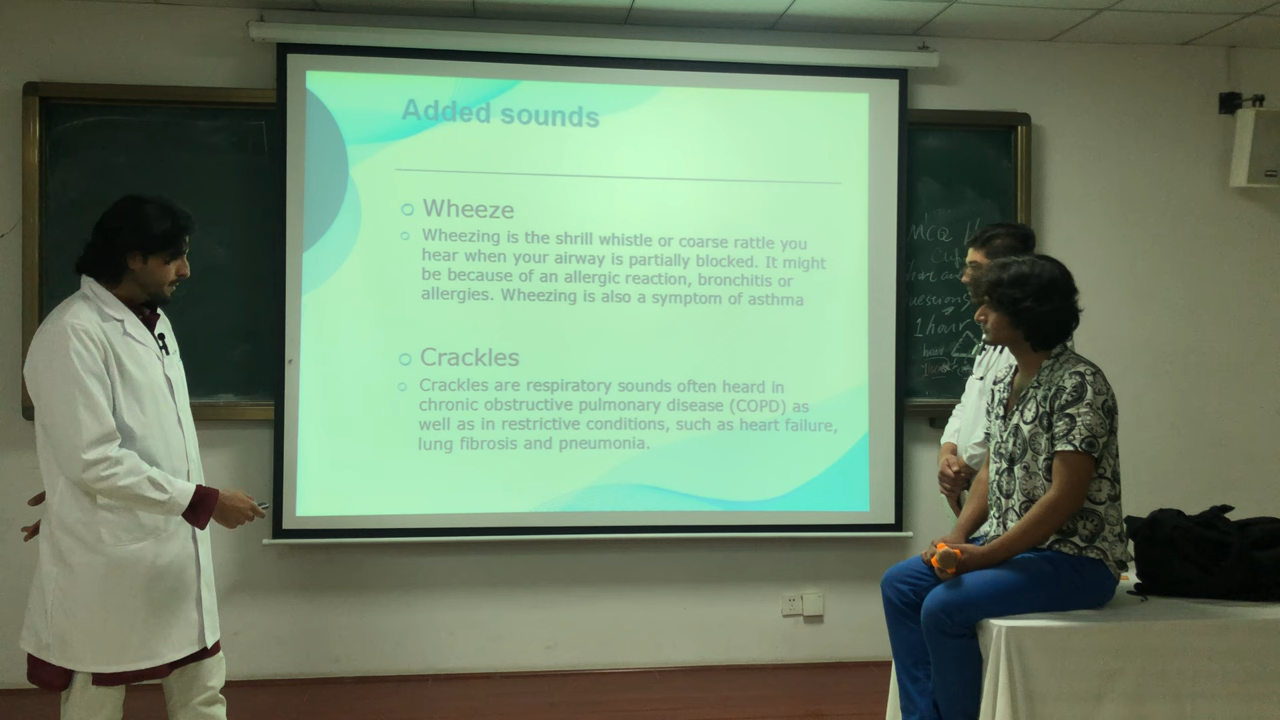 Added sounds
Wheeze
Wheezing is the shrill whistle or coarse rattle you
hear when your airway is partially blocked. It might
be because of an allergic reaction, bronchitis or
allergies. Wheezing is also a symptom of asthma
Crackles
Crackles are respiratory sounds often heard in
chronic obstructive pulmonary disease (COPD) as
well as in restrictive conditions, such as heart failure,
lung fibrosis and pneumonia.
MCQ
1 hour